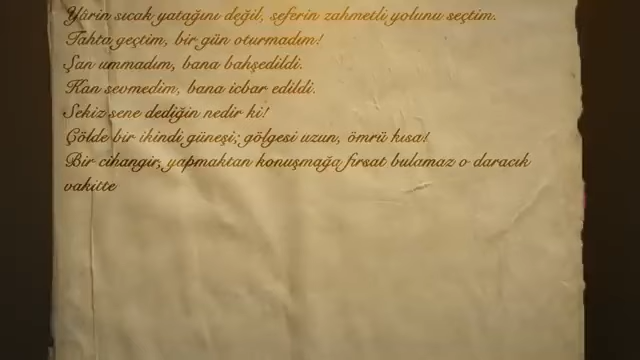 Yârin sıcak yatağını değil, seferin zahmetli yolunu seçtim.
Tahta geçtim, bir gün oturmadım!
Şan ummadım, bana bahşedildi.
Kan sevmedim, bana icbar edildi.
Sekiz sene dediğin nedir ki!
Çölde bir ikindi güneşi; gölgesi uzun, ömrü kısa!
Bir cihangir, yapmaktan konuşmağa fırsat bulamaz o daracık
vakitte